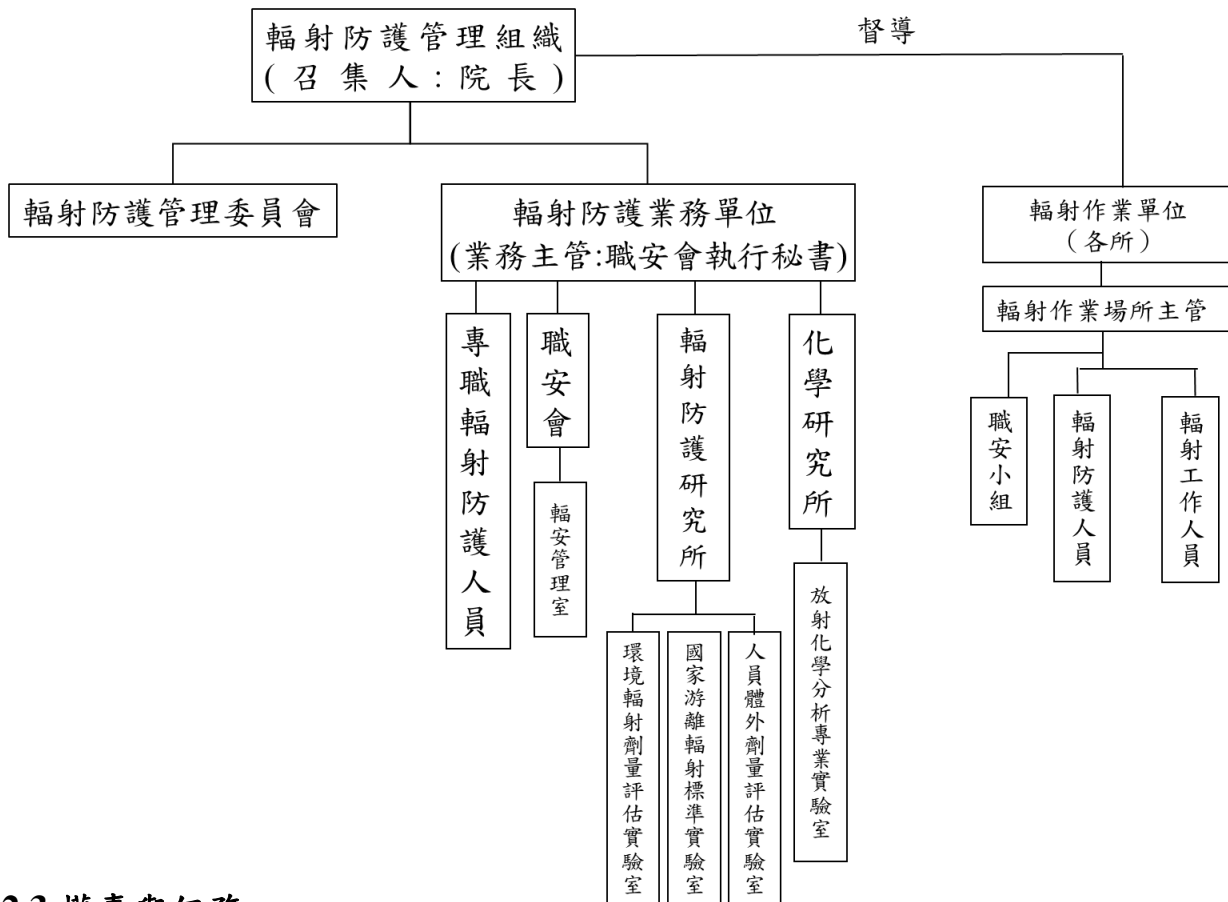 輻射防護管理組織
(召集人:院長)
督導
輻射防護管理委員會
輻射防護業務單位
(業務主管:職安會執行秘書)
輻射作業單位
(各所)
輻射作業場所主管
專職輻射防護人員
職安會
輻射防護研究所
化學研究所
職安小組
輻射防護人員
輻射工作人員
輻安管理室
環境輻射劑量評估實驗室
國家游離輻射標準實驗室
人員體外劑量評估實驗室
放射化學分析專業實驗室